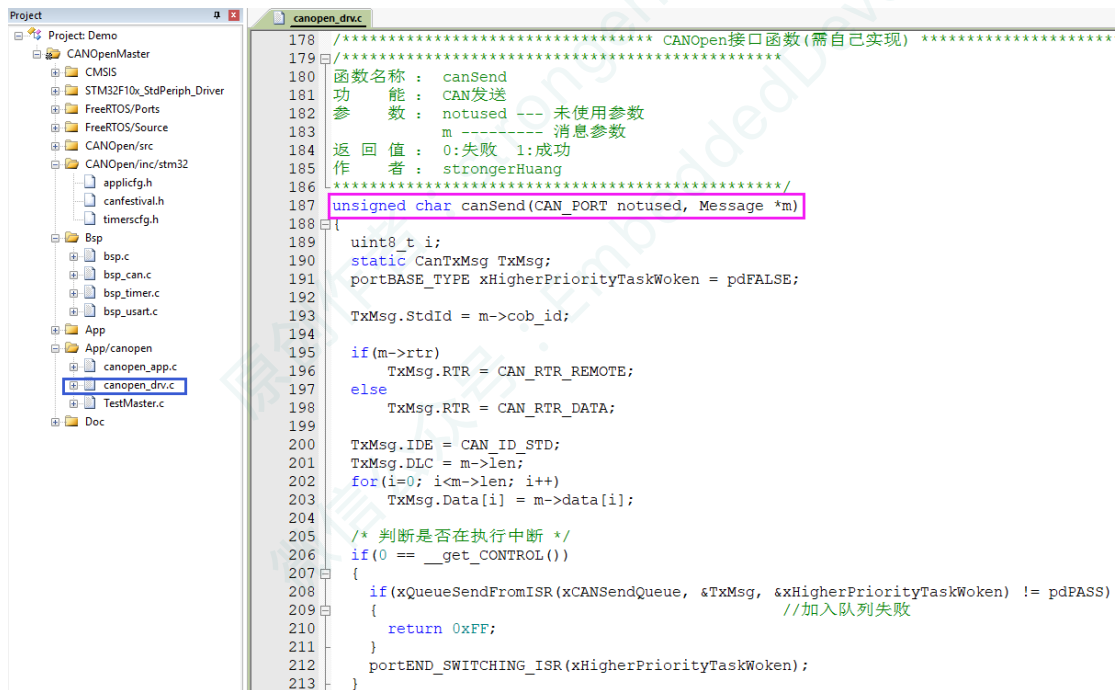 Project
Project: Demo
CANOpenMaster
CMSIS
STM32F10x_StdPeriph_Driver
FreeRTOS/Ports
FreeRTOS/Source
CANOpen/src
CANOpen/inc/stm32
applicfg.h
canfestival.h
timerscfg.h
Bsp
bsp.c
bsp_can.c
bsp_timer.c
bsp_usart.c
App
App/canopen
canopen_app.c
canopen_drv.c
TestMaster.c
Doc
canopen_drv.c
178 /********************************** CANOpen接口函数(需自己实现) *********************
179 /************************************************
180 函数名称 : canSend
181 功    能 : CAN发送
182 参    数 : notused --- 未使用参数
183            m --------- 消息参数
184 返 回 值 : 0:失败  1:成功
185 作    者 : strongerHuang
186 *************************************************/
187 unsigned char canSend(CAN_PORT notused, Message *m)
188 {
189   uint8_t i;
190   static CanTxMsg TxMsg;
191   portBASE_TYPE xHigherPriorityTaskWoken = pdFALSE;
192
193   TxMsg.StdId = m->cob_id;
194
195   if(m->rtr)
196       TxMsg.RTR = CAN_RTR_REMOTE;
197   else
198       TxMsg.RTR = CAN_RTR_DATA;
199
200   TxMsg.IDE = CAN_ID_STD;
201   TxMsg.DLC = m->len;
202   for(i=0; i<m->len; i++)
203       TxMsg.Data[i] = m->data[i];
204
205   /* 判断是否在执行中断 */
206   if(0 == __get_CONTROL())
207   {
208     if(xQueueSendFromISR(xCANSendQueue, &TxMsg, &xHigherPriorityTaskWoken) != pdPASS)
209     {                                            //加入队列失败
210       return 0xFF;
211     }
212     portEND_SWITCHING_ISR(xHigherPriorityTaskWoken);
213   }